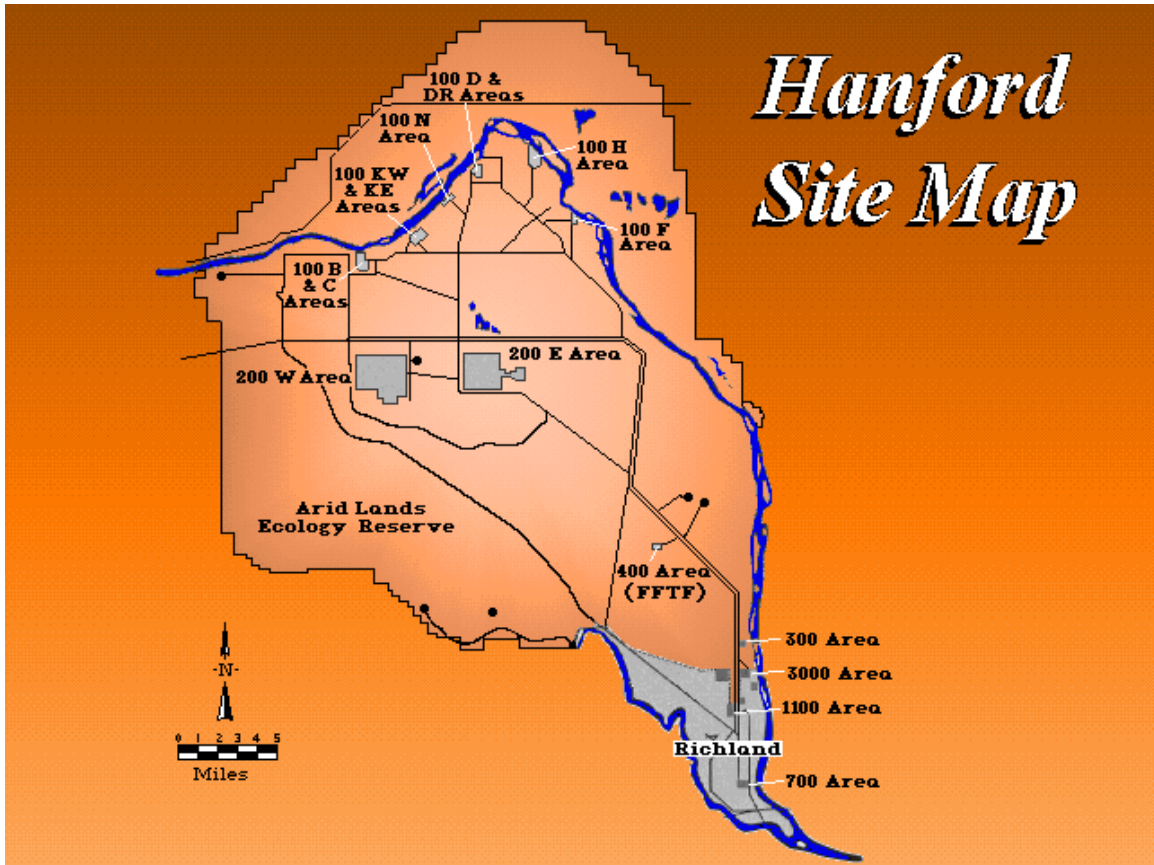 Hanford
Site Map
100 D &
DR Areas
100 N
Area
100 H
Area
100 KW
& KE
Areas
100 F
Area
100 B
& C
Areas
200 E Area
200 W Area
Arid Lands
Ecology Reserve
400 Area
(FFTF)
300 Area
3000 Area
1100 Area
Richland
700 Area
-N-
0 1 2 3 4 5
Miles